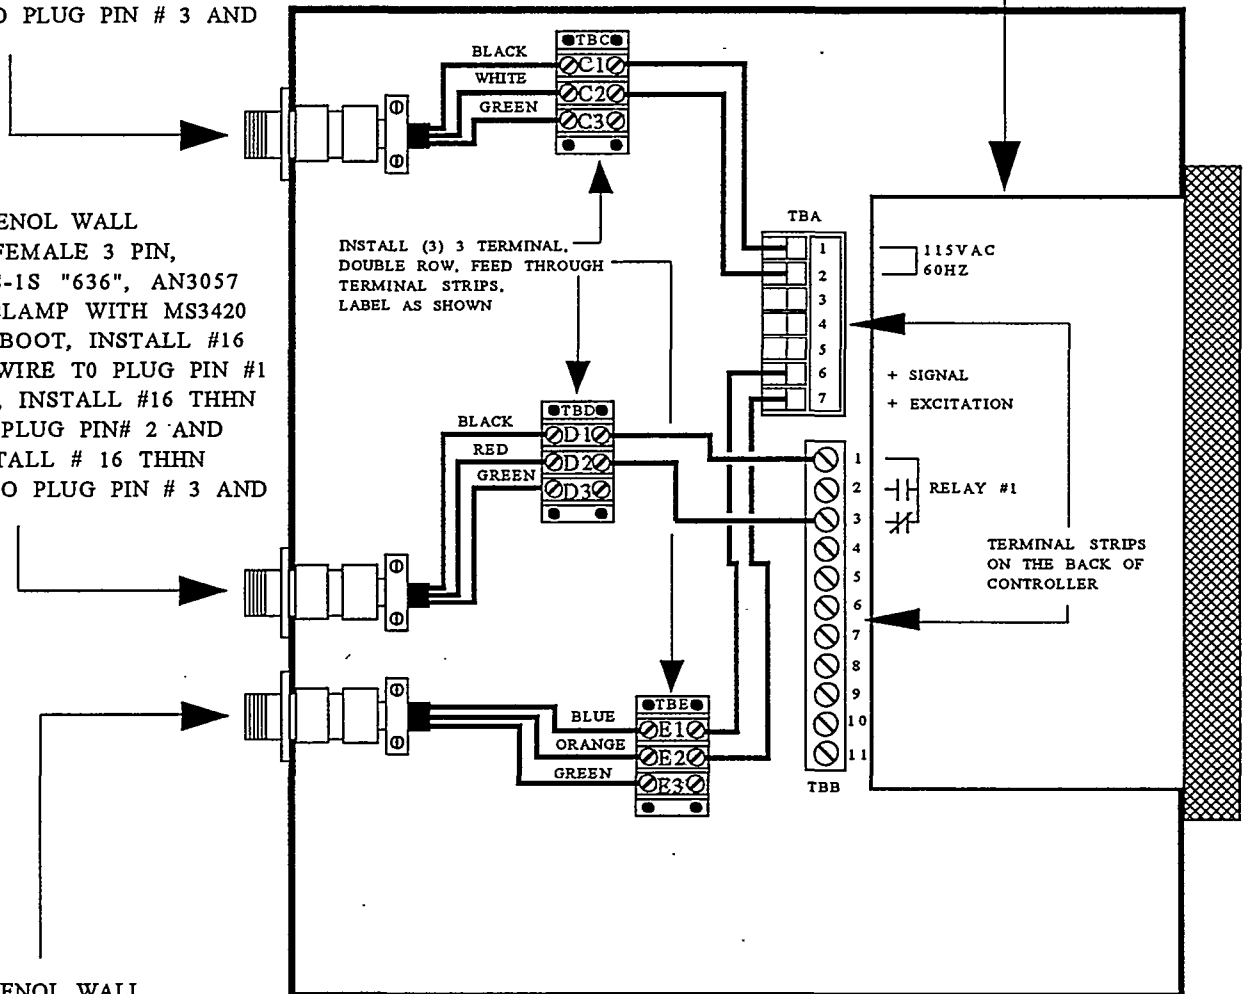 O PLUG PIN # 3 AND
ENOL WALL
FEMALE 3 PIN,
-1S "636", AN3057
CLAMP WITH MS3420
BOOT, INSTALL #16
WIRE T0 PLUG PIN #1
, INSTALL #16 THHN
PLUG PIN# 2 AND
TALL # 16 THHN
O PLUG PIN # 3 AND
ENOL WALL
BLACK
WHITE
GREEN
TBC
C1
C2
C3
INSTALL (3) 3 TERMINAL,
DOUBLE ROW, FEED THROUGH
TERMINAL STRIPS.
LABEL AS SHOWN
BLACK
RED
GREEN
TBD
D1
D2
D3
BLUE
ORANGE
GREEN
TBE
E1
E2
E3
TBA
1
2
3
4
5
6
7
115VAC
60HZ
+ SIGNAL
+ EXCITATION
1
2
3
4
5
6
7
8
9
10
11
TBB
RELAY #1
TERMINAL STRIPS
ON THE BACK OF
CONTROLLER